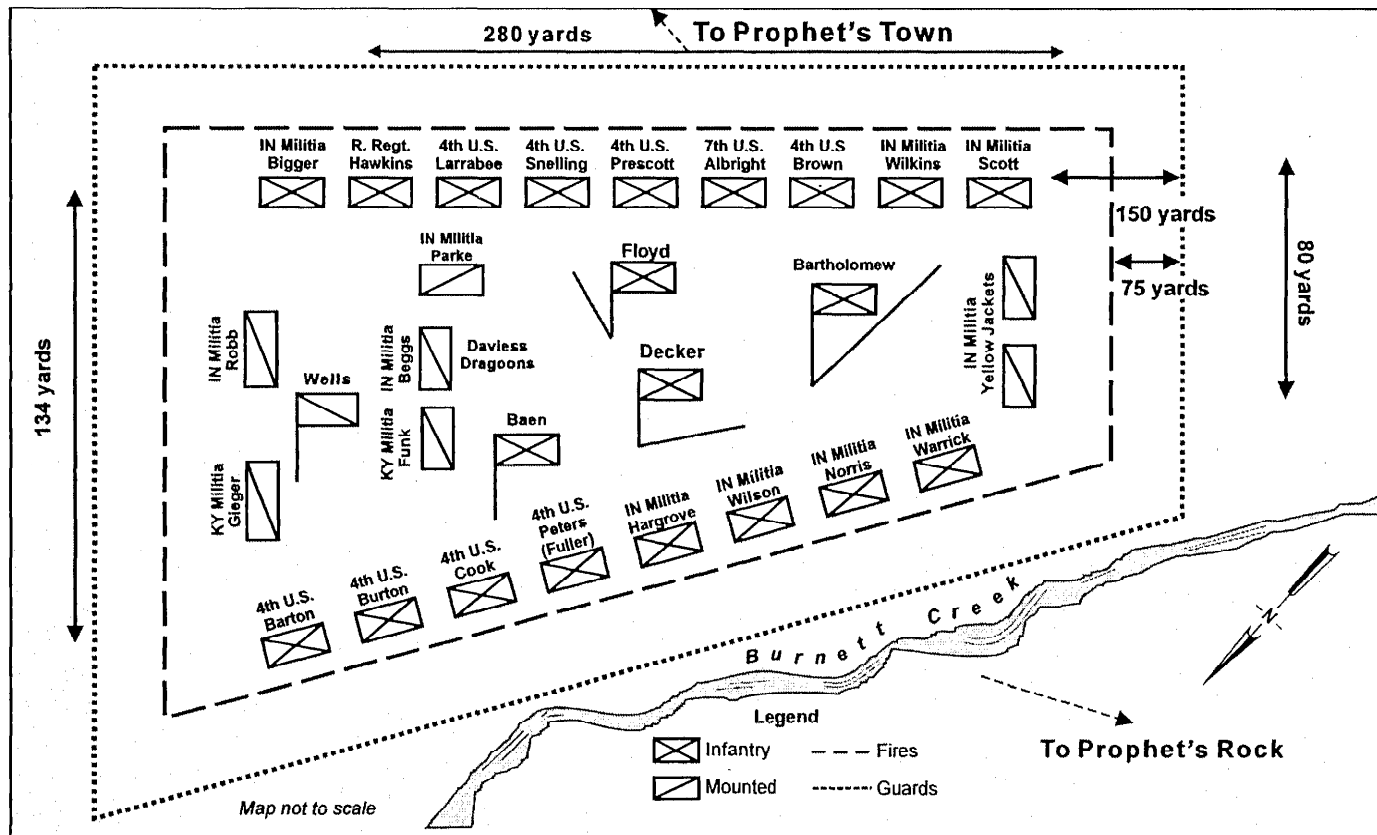 To Prophet's Town
280 yards
IN Militia
Bigger
R. Regt.
Hawkins
4th U.S.
Larrabee
4th U.S.
Snelling
4th U.S.
Prescott
7th U.S.
Albright
4th U.S
Brown
IN Militia
Wilkins
IN Militia
Scott
150 yards
75 yards
80 yards
134 yards
IN Militia
Parke
Floyd
Bartholomew
IN Militia
Yellow Jackets
IN Militia
Robb
IN Militia
Beggs
Daviess
Dragoons
Decker
Wells
KY Militia
Funk
Baen
KY Militia
Gieger
IN Militia
Warrick
IN Militia
Norris
IN Militia
Wilson
IN Militia
Hargrove
4th U.S.
Peters
(Fuller)
4th U.S.
Cook
4th U.S.
Burton
4th U.S.
Barton
Burnett Creek
N
Legend
Infantry
Fires
Mounted
Guards
To Prophet's Rock
Map not to scale